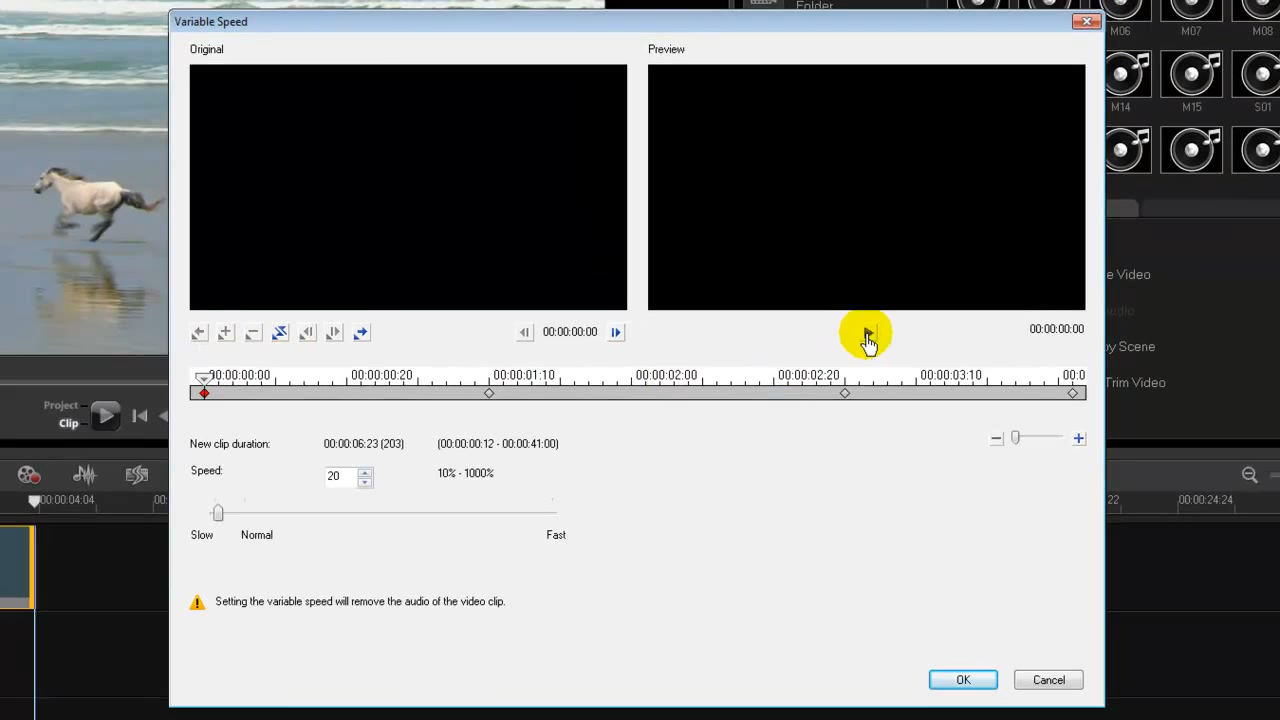 Variable Speed
Folder
M06 M07 M08
Original
Preview
M14 M15 S01
e Video
by Scene
Trim Video
00:00:00:00
00:00:00:00
00:00:00:00 00:00:00:20 00:00:01:10 00:00:02:00 00:00:02:20 00:00:03:10 00:0
Project
Clip
New clip duration: 00:00:06:23 (203) (00:00:00:12 - 00:00:41:00)
Speed: 20 10% - 1000%
00:00:04:04 00: 22 00:00:24:24
Slow Normal Fast
Setting the variable speed will remove the audio of the video clip.
OK Cancel